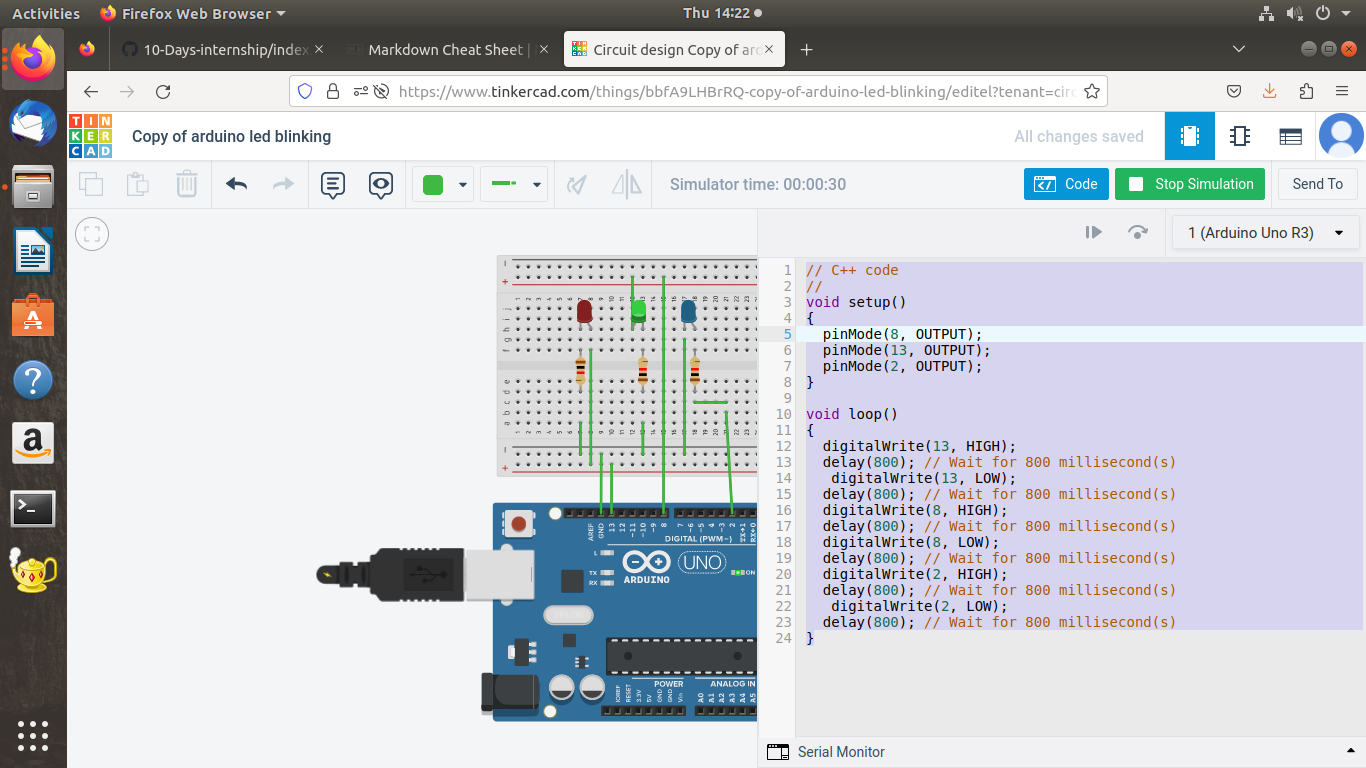 Activities
Firefox Web Browser
Thu 14:22
10-Days-internship/index
Markdown Cheat Sheet |
Circuit design Copy of ard
https://www.tinkercad.com/things/bbfA9LHBrRQ-copy-of-arduino-led-blinking/editel?tenant=circ
TIN
KER
CAD
Copy of arduino led blinking
All changes saved
Simulator time: 00:00:30
Code
Stop Simulation
Send To
1 (Arduino Uno R3)
1 // C++ code
2 //
3 void setup()
4 {
5 pinMode(8, OUTPUT);
6 pinMode(13, OUTPUT);
7 pinMode(2, OUTPUT);
8 }
9
10 void loop()
11 {
12 digitalWrite(13, HIGH);
13 delay(800); // Wait for 800 millisecond(s)
14 digitalWrite(13, LOW);
15 delay(800); // Wait for 800 millisecond(s)
16 digitalWrite(8, HIGH);
17 delay(800); // Wait for 800 millisecond(s)
18 digitalWrite(8, LOW);
19 delay(800); // Wait for 800 millisecond(s)
20 digitalWrite(2, HIGH);
21 delay(800); // Wait for 800 millisecond(s)
22 digitalWrite(2, LOW);
23 delay(800); // Wait for 800 millisecond(s)
24 }
AREF GND 13 12 ~11 ~10 ~9 8 7 ~6 ~5 4 ~3 2 TX→1 RX←0
DIGITAL (PWM ~)
L
TX
RX
UNO
ARDUINO
ON
POWER
ANALOG IN
IOREF RESET 3.3V 5V GND GND Vin A0 A1 A2 A3 A4 A5
Serial Monitor